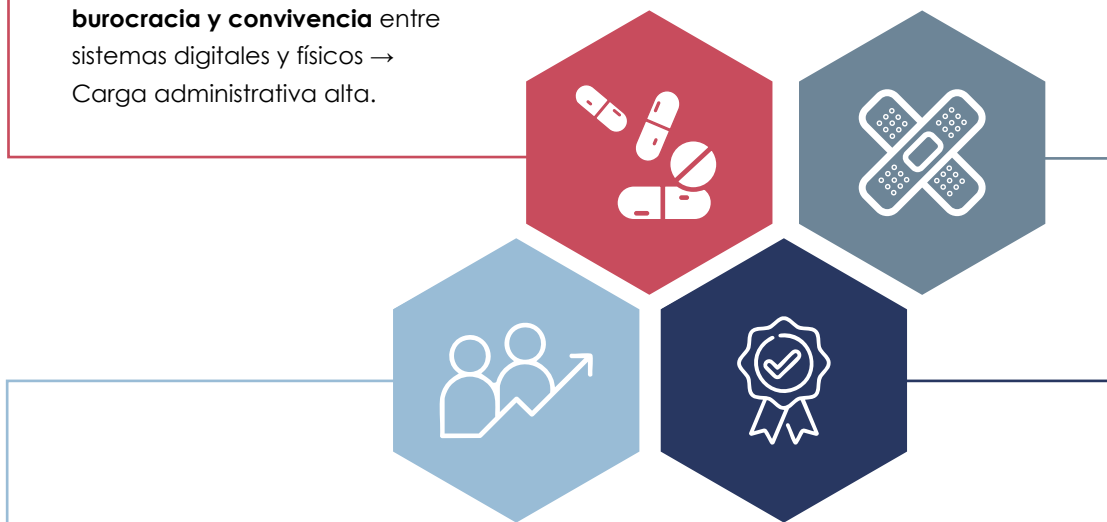 burocracia y convivencia entre
sistemas digitales y físicos →
Carga administrativa alta.